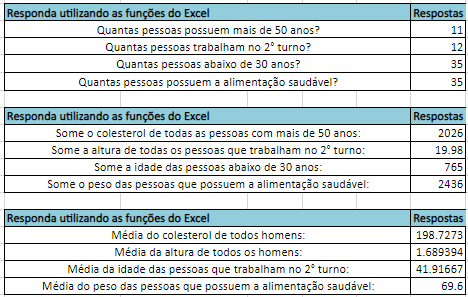 Responda utilizando as funções do Excel Respostas
Quantas pessoas possuem mais de 50 anos? 11
Quantas pessoas trabalham no 2° turno? 12
Quantas pessoas abaixo de 30 anos? 35
Quantas pessoas possuem a alimentação saudável? 35
Responda utilizando as funções do Excel Respostas
Some o colesterol de todas as pessoas com mais de 50 anos: 2026
Some a altura de todas os pessoas que trabalham no 2° turno: 19.98
Some a idade das pessoas abaixo de 30 anos: 765
Some o peso das pessoas que possuem a alimentação saudável: 2436
Responda utilizando as funções do Excel Respostas
Média do colesterol de todos homens: 198.7273
Média da altura de todos os homens: 1.689394
Média da idade das pessoas que trabalham no 2° turno: 41.91667
Média do peso das pessoas que possuem a alimentação saudável: 69.6